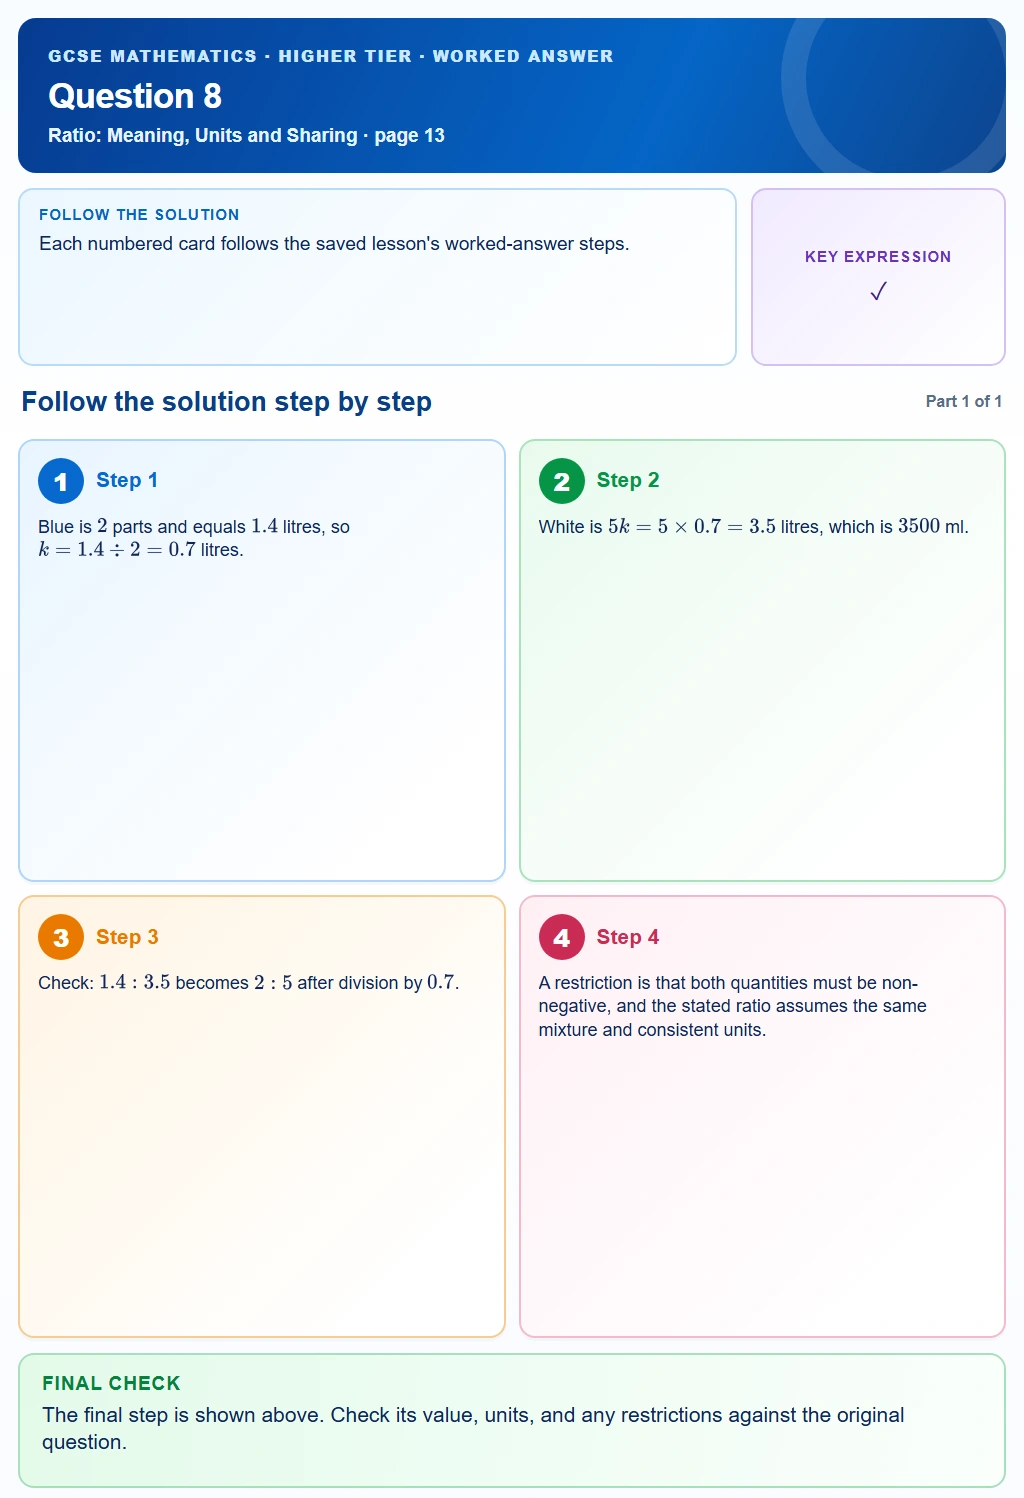 GCSE MATHEMATICS · HIGHER TIER · WORKED ANSWER
Question 8
Ratio: Meaning, Units and Sharing · page 13
FOLLOW THE SOLUTION
Each numbered card follows the saved lesson's worked-answer steps.
KEY EXPRESSION
✓
Follow the solution step by step
Part 1 of 1
1 Step 1
Blue is 2 parts and equals 1.4 litres, so
k = 1.4 ÷ 2 = 0.7 litres.
2 Step 2
White is 5k = 5 × 0.7 = 3.5 litres, which is 3500 ml.
3 Step 3
Check: 1.4 : 3.5 becomes 2 : 5 after division by 0.7.
4 Step 4
A restriction is that both quantities must be non-
negative, and the stated ratio assumes the same
mixture and consistent units.
FINAL CHECK
The final step is shown above. Check its value, units, and any restrictions against the original
question.